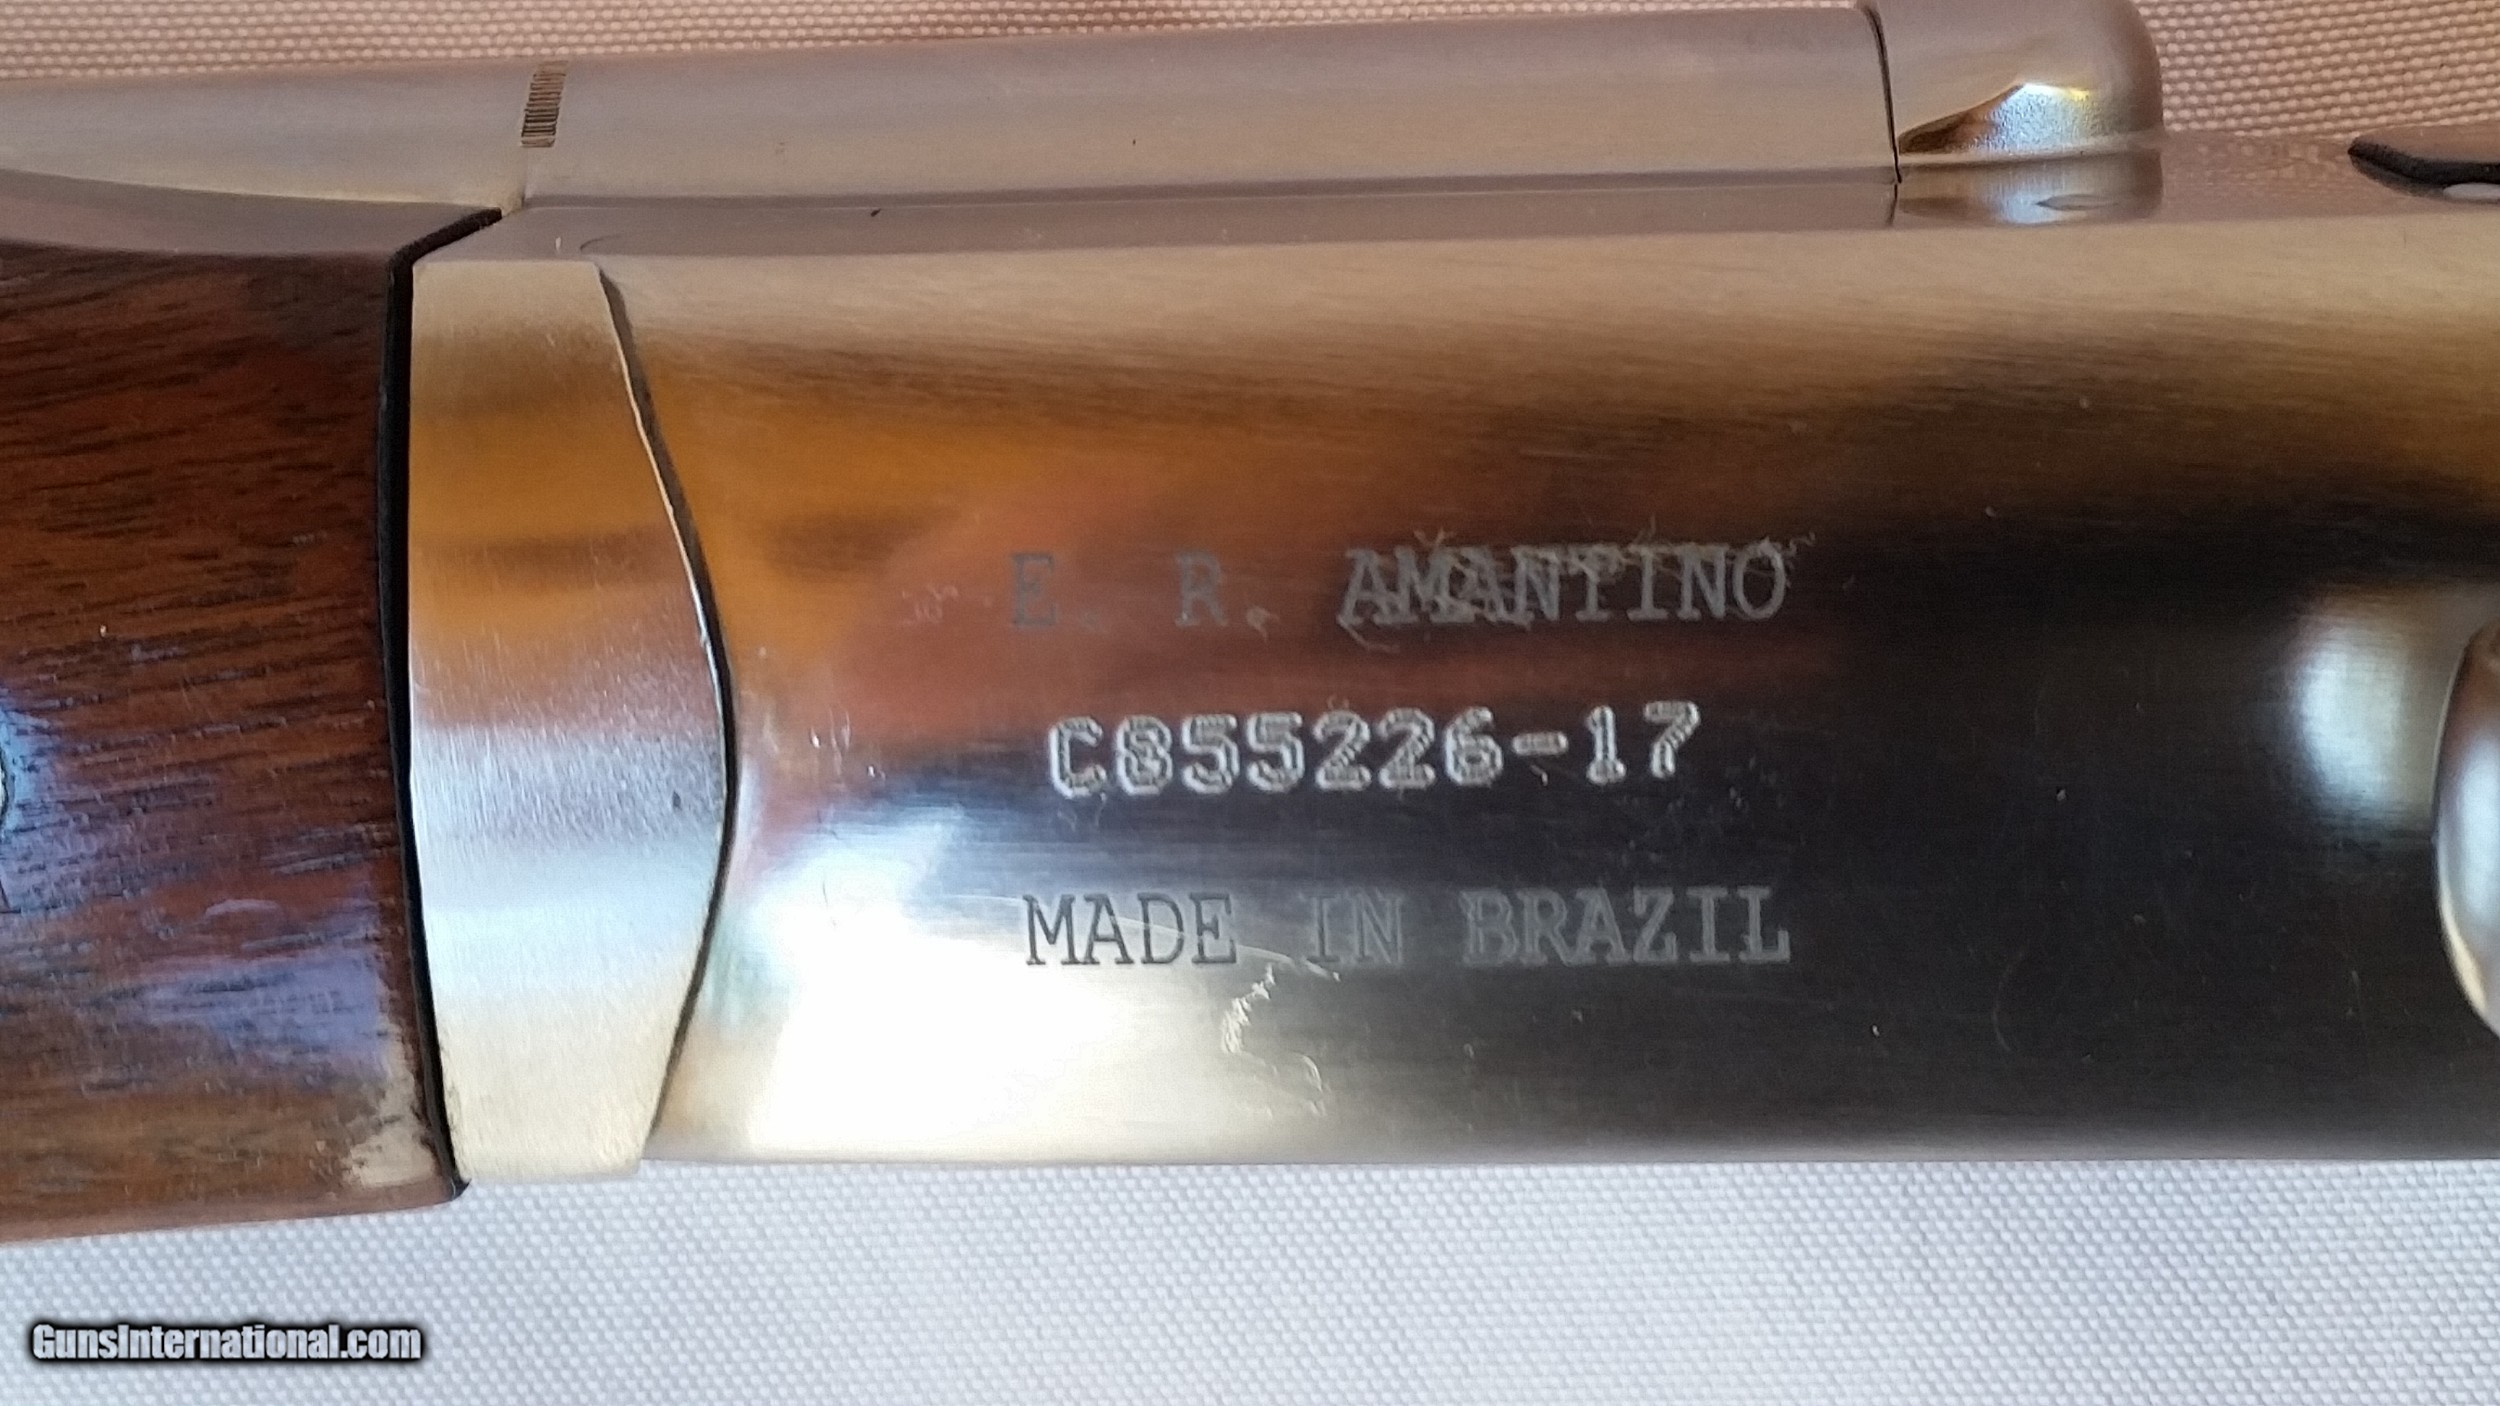 E. R. AMANTINO
C855226-17
MADE IN BRAZIL
GunsInternational.com